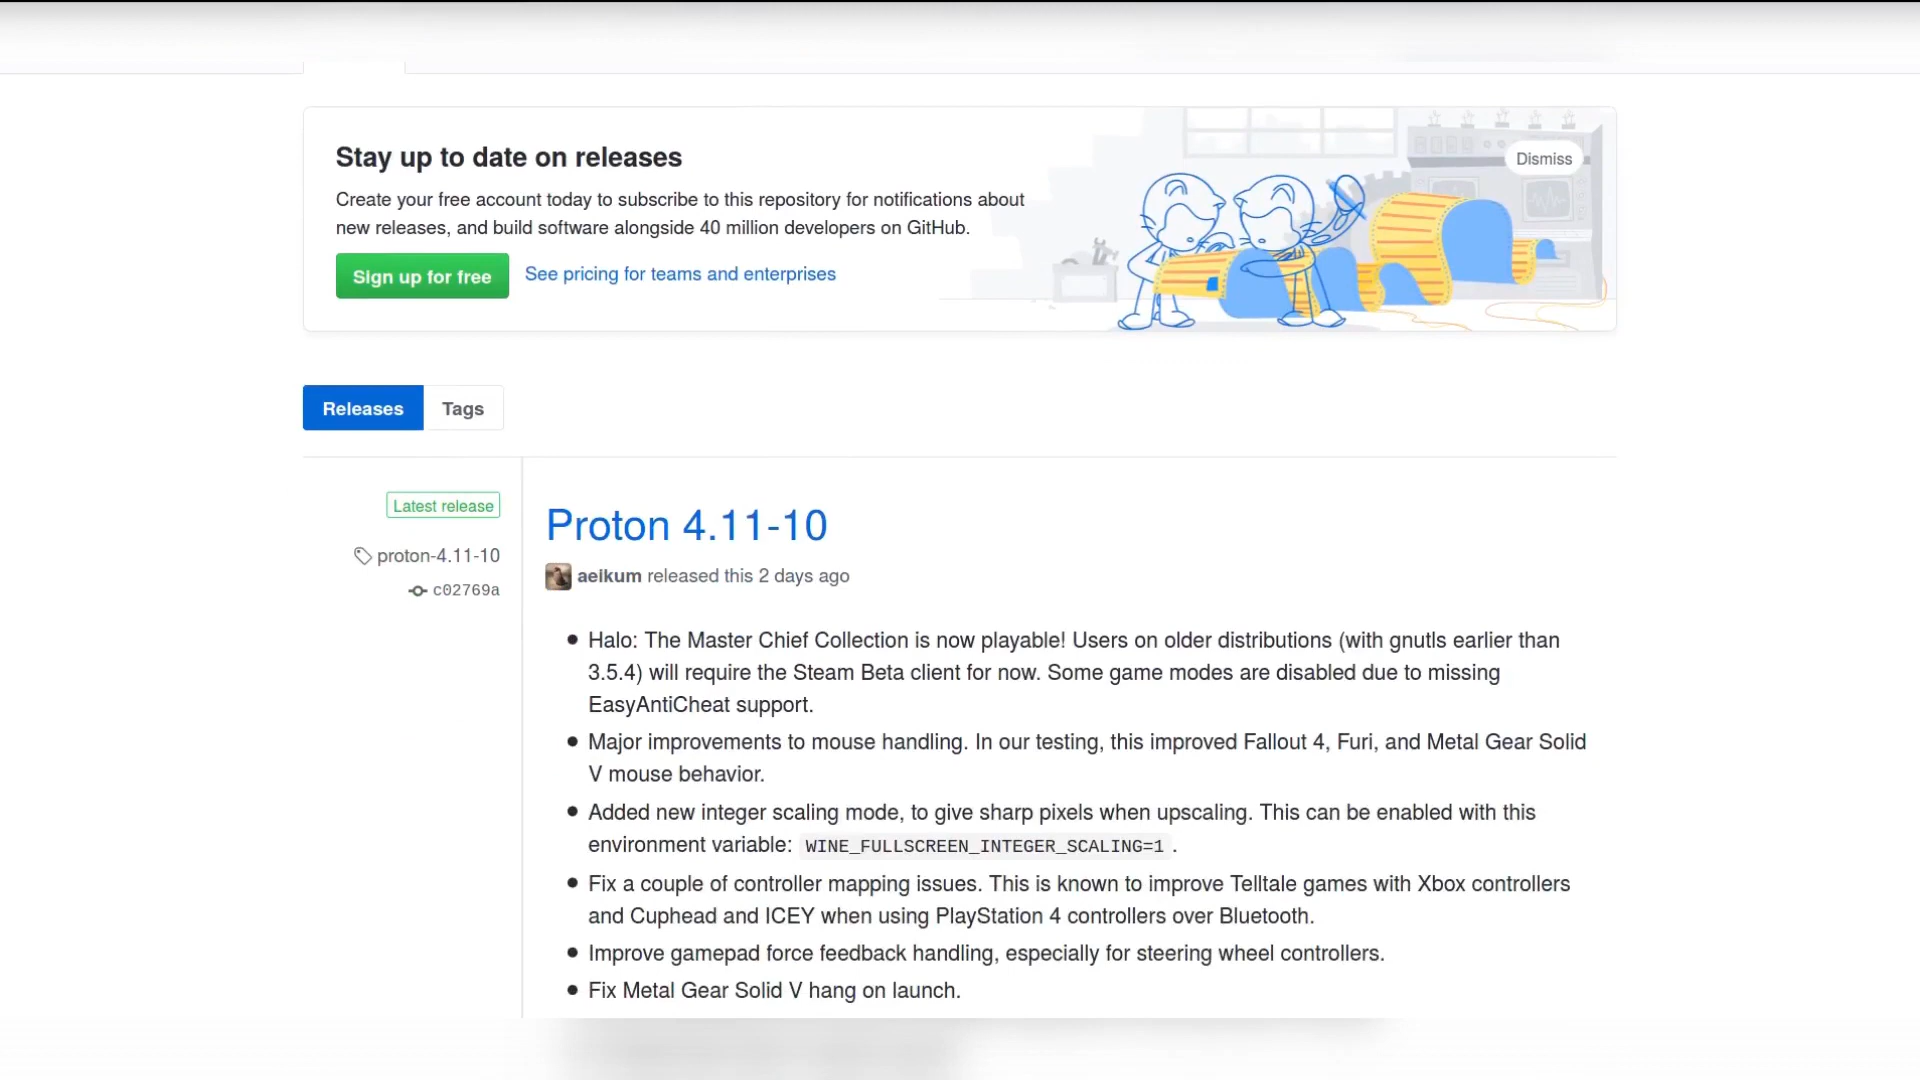 Stay up to date on releases
Dismiss
Create your free account today to subscribe to this repository for notifications about
new releases, and build software alongside 40 million developers on GitHub.
Sign up for free
See pricing for teams and enterprises
Releases
Tags
Latest release
proton-4.11-10
c02769a
Proton 4.11-10
aeikum released this 2 days ago
Halo: The Master Chief Collection is now playable! Users on older distributions (with gnutls earlier than
3.5.4) will require the Steam Beta client for now. Some game modes are disabled due to missing
EasyAntiCheat support.
Major improvements to mouse handling. In our testing, this improved Fallout 4, Furi, and Metal Gear Solid
V mouse behavior.
Added new integer scaling mode, to give sharp pixels when upscaling. This can be enabled with this
environment variable: WINE_FULLSCREEN_INTEGER_SCALING=1 .
Fix a couple of controller mapping issues. This is known to improve Telltale games with Xbox controllers
and Cuphead and ICEY when using PlayStation 4 controllers over Bluetooth.
Improve gamepad force feedback handling, especially for steering wheel controllers.
Fix Metal Gear Solid V hang on launch.